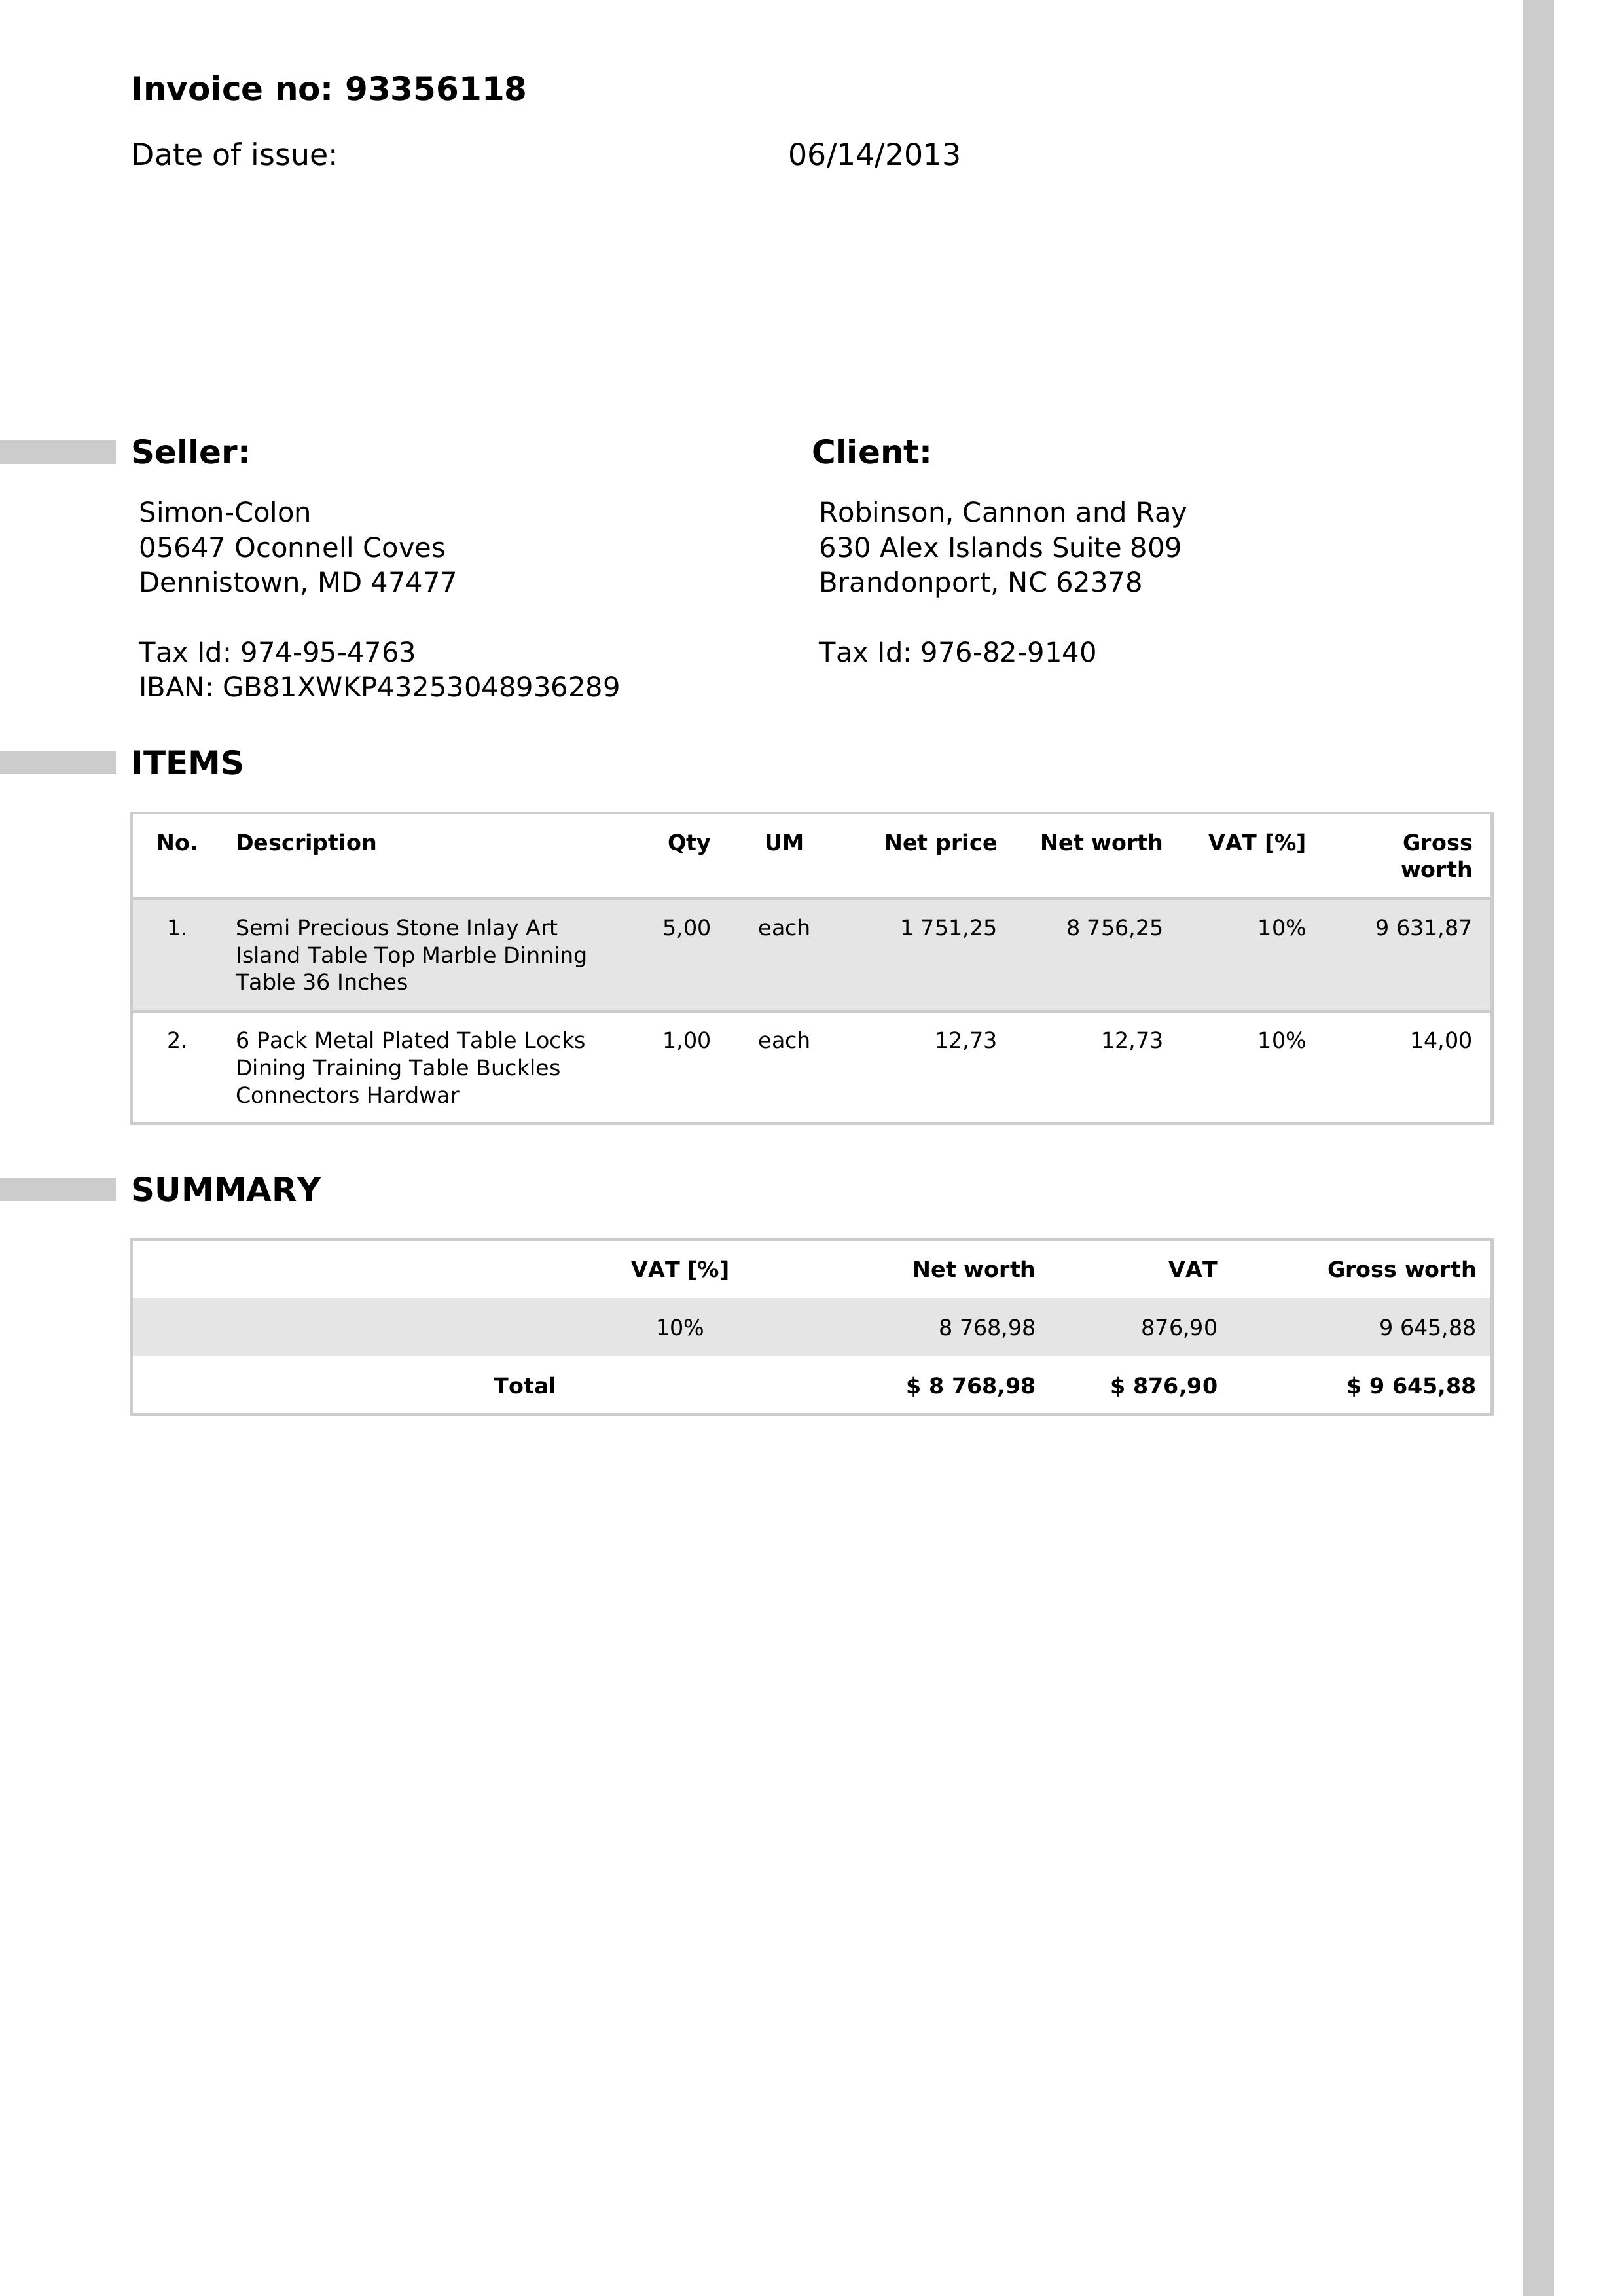 Invoice no: 93356118
Date of issue: 06/14/2013
Seller:
Simon-Colon
05647 Oconnell Coves
Dennistown, MD 47477
Tax Id: 974-95-4763
IBAN: GB81XWKP43253048936289
Client:
Robinson, Cannon and Ray
630 Alex Islands Suite 809
Brandonport, NC 62378
Tax Id: 976-82-9140
ITEMS
No. Description Qty UM Net price Net worth VAT [%] Gross
worth
1. Semi Precious Stone Inlay Art 5,00 each 1 751,25 8 756,25 10% 9 631,87
Island Table Top Marble Dinning
Table 36 Inches
2. 6 Pack Metal Plated Table Locks 1,00 each 12,73 12,73 10% 14,00
Dining Training Table Buckles
Connectors Hardwar
SUMMARY
VAT [%] Net worth VAT Gross worth
10% 8 768,98 876,90 9 645,88
Total $ 8 768,98 $ 876,90 $ 9 645,88